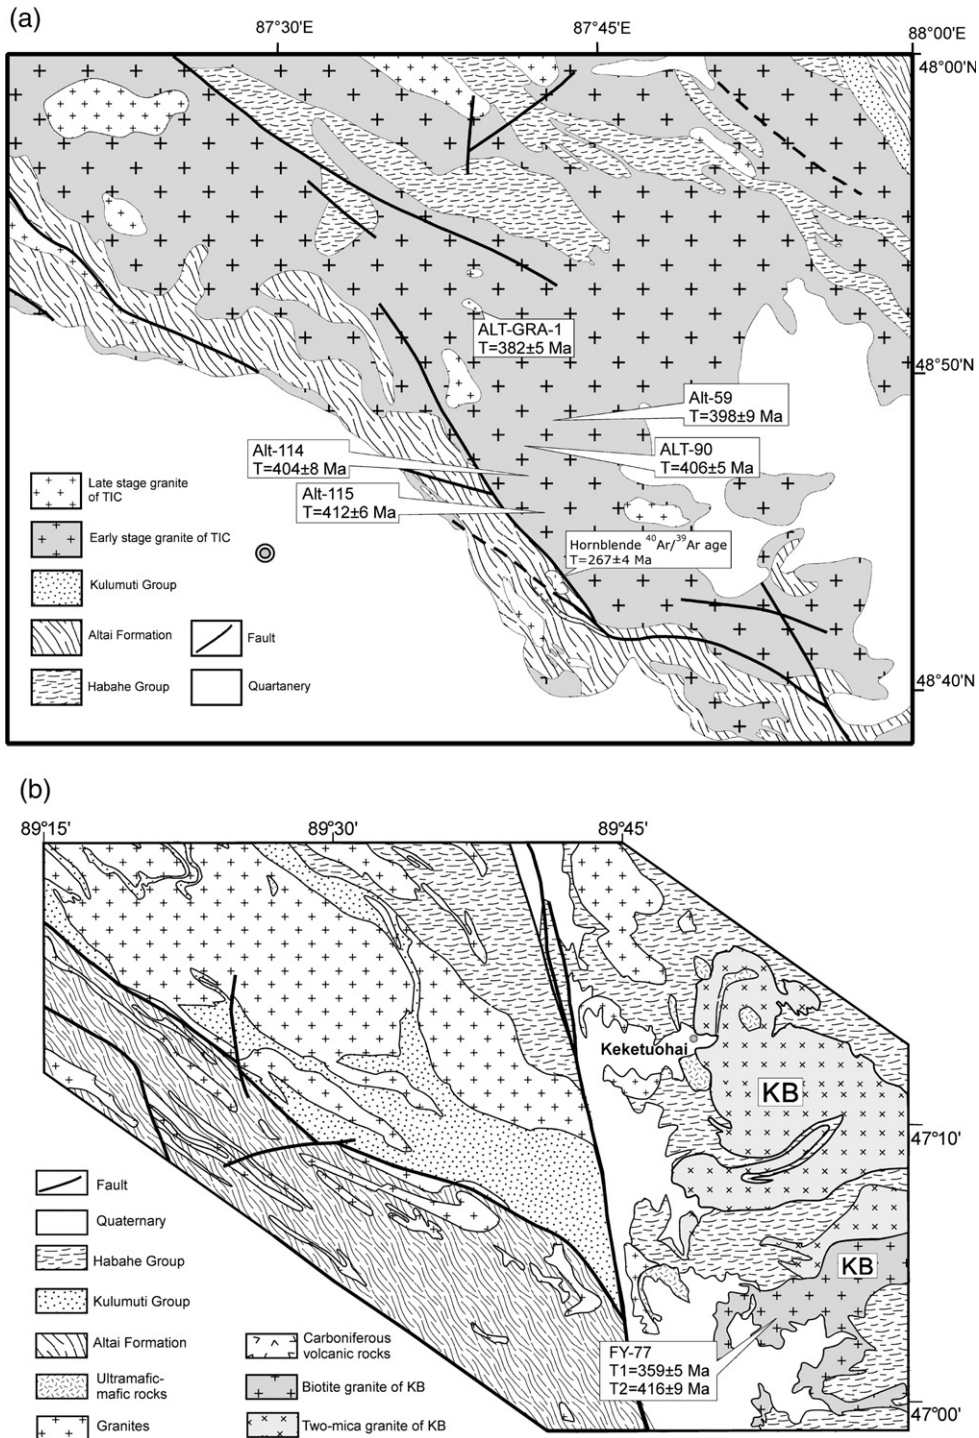 (a)
87°30'E
87°45'E
88°00'E
48°00'N
ALT-GRA-1
T=382±5 Ma
48°50'N
Alt-59
T=398±9 Ma
Alt-114
T=404±8 Ma
ALT-90
T=406±5 Ma
Alt-115
T=412±6 Ma
Hornblende 40Ar/39Ar age
T=267±4 Ma
Late stage granite
of TIC
Early stage granite of TIC
Kulumuti Group
Altai Formation
Fault
Habahe Group
Quartanery
48°40'N
(b)
89°15'
89°30'
89°45'
Keketuohai
KB
47°10'
KB
Fault
Quaternary
Habahe Group
Kulumuti Group
Altai Formation
Carboniferous
volcanic rocks
Ultramafic-
mafic rocks
Biotite granite of KB
Granites
Two-mica granite of KB
FY-77
T1=359±5 Ma
T2=416±9 Ma
47°00'